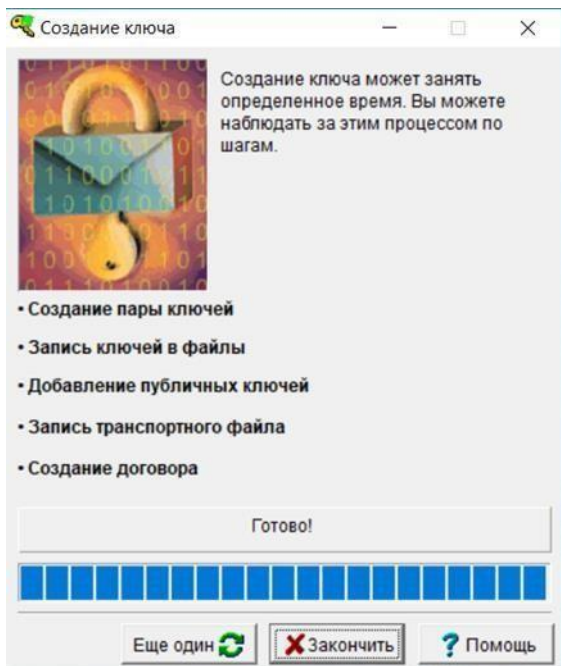 Создание ключа
Создание ключа может занять
определенное время. Вы можете
наблюдать за этим процессом по
шагам.
• Создание пары ключей
• Запись ключей в файлы
• Добавление публичных ключей
• Запись транспортного файла
• Создание договора
Готово!
Еще один
Закончить
Помощь